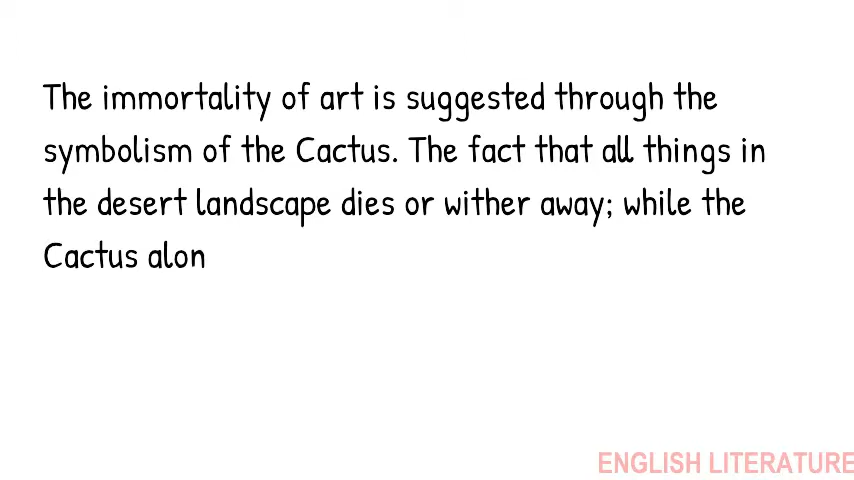 The immortality of art is suggested through the
symbolism of the Cactus. The fact that all things in
the desert landscape dies or wither away; while the
Cactus alon
ENGLISH LITERATURE